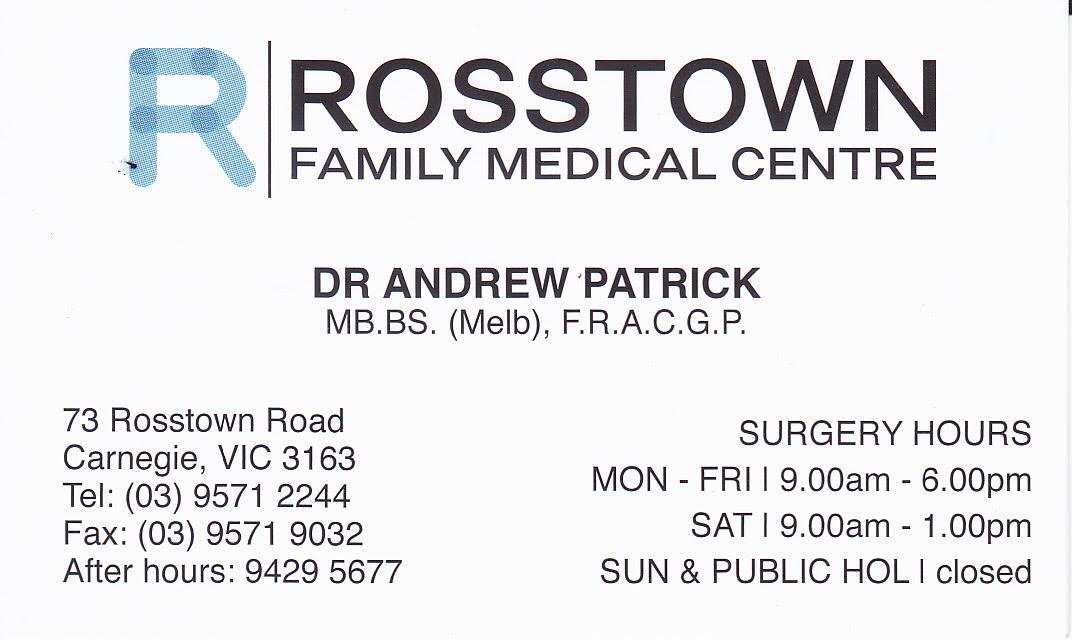 R
ROSSTOWN
FAMILY MEDICAL CENTRE
DR ANDREW PATRICK
MB.BS. (Melb), F.R.A.C.G.P.
73 Rosstown Road
Carnegie, VIC 3163
Tel: (03) 9571 2244
Fax: (03) 9571 9032
After hours: 9429 5677
SURGERY HOURS
MON - FRI | 9.00am - 6.00pm
SAT | 9.00am - 1.00pm
SUN & PUBLIC HOL | closed